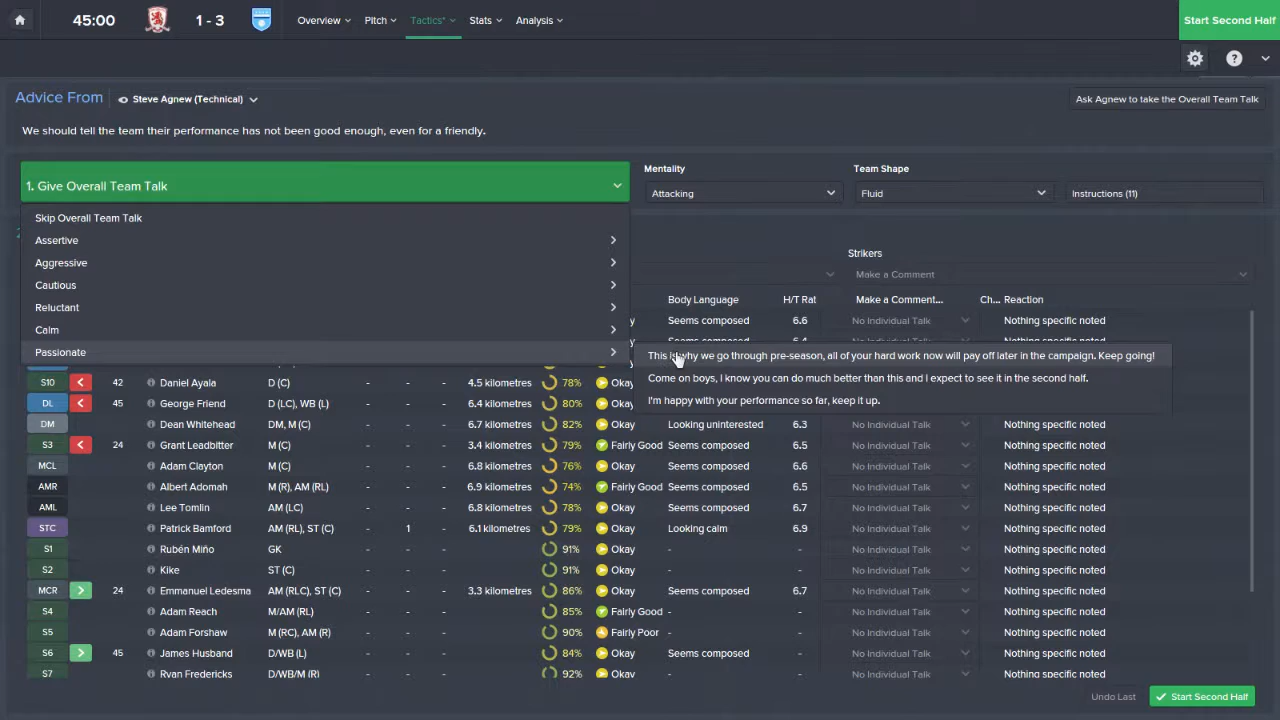 45:00 1 - 3 Overview Pitch Tactics* Stats Analysis Start Second Half
Advice From Steve Agnew (Technical) Ask Agnew to take the Overall Team Talk
We should tell the team their performance has not been good enough, even for a friendly.
Mentality Team Shape
1. Give Overall Team Talk Attacking Fluid Instructions (11)
Skip Overall Team Talk
Assertive
Aggressive
Cautious
Reluctant
Calm
Passionate
Strikers
Make a Comment
Body Language H/T Rat Make a Comment... Ch... Reaction
Seems composed 6.6 No Individual Talk Nothing specific noted
This is why we go through pre-season, all of your hard work now will pay off later in the campaign. Keep going!
Come on boys, I know you can do much better than this and I expect to see it in the second half.
I'm happy with your performance so far, keep it up.
S10 42 Daniel Ayala D (C) - - - 4.5 kilometres 78% Okay
DL 45 George Friend D (LC), WB (L) - - - 6.4 kilometres 80% Okay
DM Dean Whitehead DM, M (C) - - - 6.7 kilometres 82% Okay Looking uninterested 6.3 No Individual Talk Nothing specific noted
S3 24 Grant Leadbitter M (C) - - - 3.4 kilometres 79% Fairly Good Seems composed 6.5 No Individual Talk Nothing specific noted
MCL Adam Clayton M (C) - - - 6.8 kilometres 76% Okay Seems composed 6.6 No Individual Talk Nothing specific noted
AMR Albert Adomah M (R), AM (RL) - - - 6.9 kilometres 74% Fairly Good Seems composed 6.5 No Individual Talk Nothing specific noted
AML Lee Tomlin AM (LC) - - - 6.8 kilometres 78% Okay Seems composed 6.7 No Individual Talk Nothing specific noted
STC Patrick Bamford AM (RL), ST (C) - 1 - 6.1 kilometres 79% Okay Looking calm 6.9 No Individual Talk Nothing specific noted
S1 Rubén Miño GK - - - 91% Okay - - No Individual Talk Nothing specific noted
S2 Kike ST (C) - - - 91% Okay - - No Individual Talk Nothing specific noted
MCR 24 Emmanuel Ledesma AM (RLC), ST (C) - - - 3.3 kilometres 86% Okay Seems composed 6.7 No Individual Talk Nothing specific noted
S4 Adam Reach M/AM (RL) - - - 85% Fairly Good - - No Individual Talk Nothing specific noted
S5 Adam Forshaw M (RC), AM (R) - - - 90% Fairly Poor - - No Individual Talk Nothing specific noted
S6 45 James Husband D/WB (L) - - - 84% Okay Seems composed - No Individual Talk Nothing specific noted
S7 Ryan Fredericks D/WB/M (R) - - - 92% Okay - - No Individual Talk Nothing specific noted
Undo Last Start Second Half